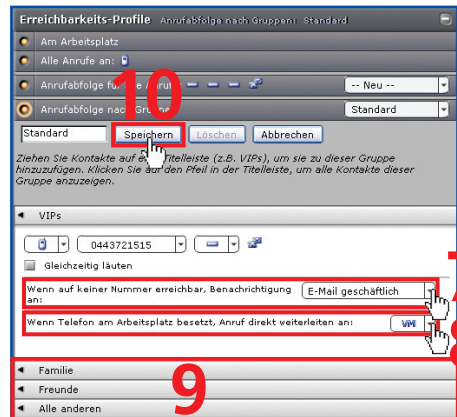 Erreichbarkeits-Profile Anrufabfolge nach Gruppen: Standard
Am Arbeitsplatz
Alle Anrufe an:
Anrufabfolge für Anrufe -- Neu --
Anrufabfolge nach Standard
Standard Speichern Löschen Abbrechen
Ziehen Sie Kontakte auf Titelleiste (z.B. VIPs), um sie zu dieser Gruppe
hinzuzufügen. Klicken Sie auf den Pfeil in der Titelleiste, um alle Kontakte dieser
Gruppe anzuzeigen.
10
VIPs
0443721515
Gleichzeitig läuten
Wenn auf keiner Nummer erreichbar, Benachrichtigung E-Mail geschäftlich
an:
Wenn Telefon am Arbeitsplatz besetzt, Anruf direkt weiterleiten an: VM
Familie
Freunde
Alle anderen
9